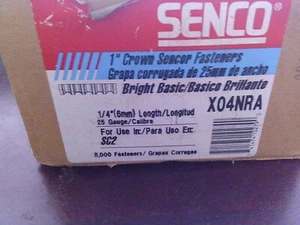 SENCO
1" Crown Sencor Fasteners
Grapa corrugada de 25mm de ancho
Bright Basic/Basico Brillante
X04NRA
1/4"(6mm) Length/Longitud
25 Gauge/Calibre
For Use In:/Para Uso En:
SC2
5,000 Fasteners/ Grapas Corrugas